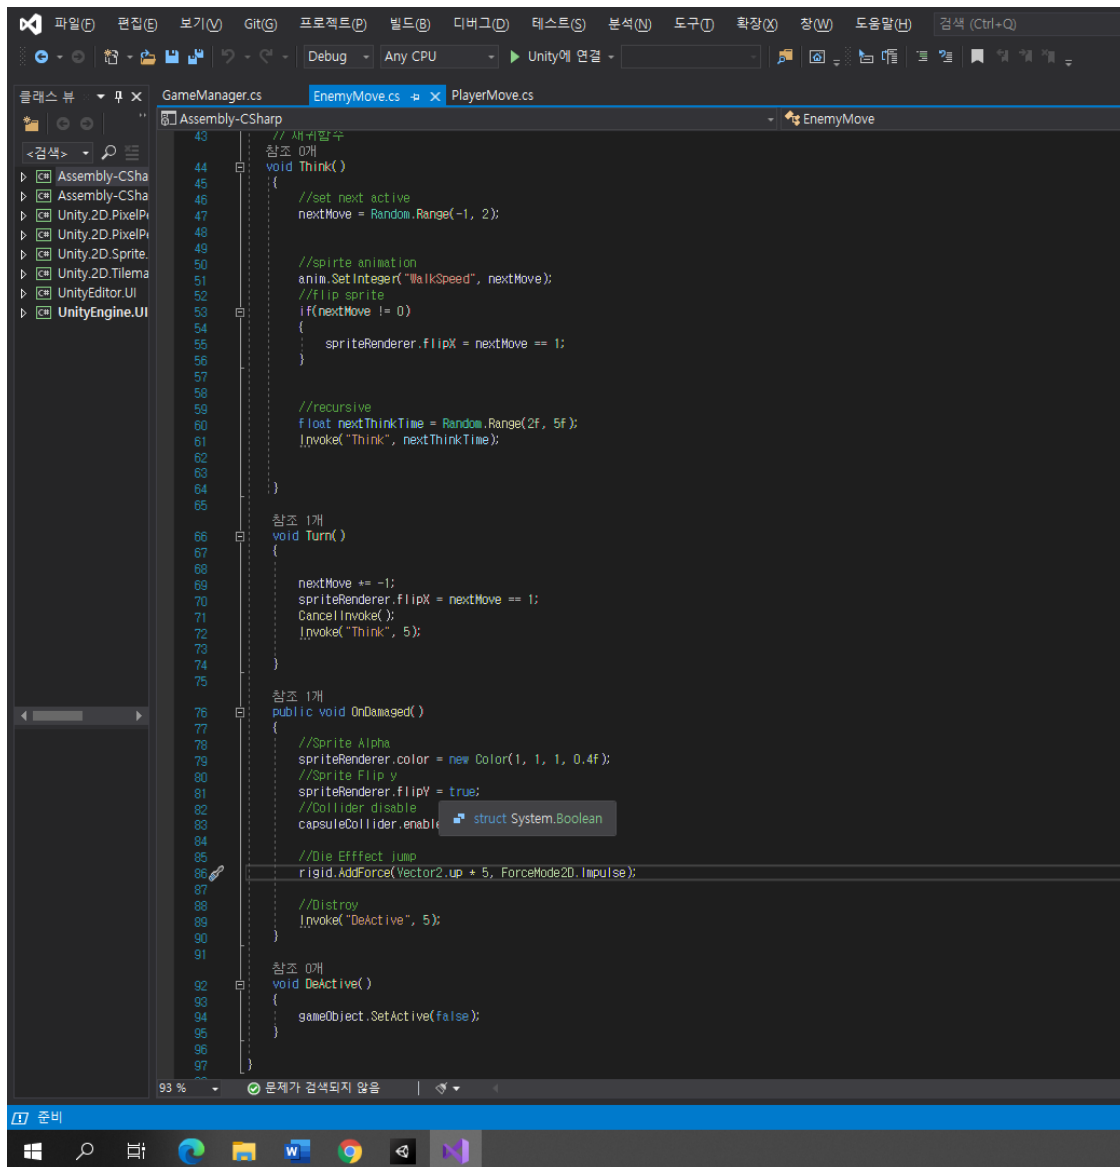 파일(F) 편집(E) 보기(V) Git(G) 프로젝트(P) 빌드(B) 디버그(D) 테스트(S) 분석(N) 도구(T) 확장(X) 창(W) 도움말(H) 검색 (Ctrl+Q)
Debug Any CPU Unity에 연결
클래스 뷰 GameManager.cs EnemyMove.cs PlayerMove.cs
Assembly-CSharp EnemyMove
<검색>
Assembly-CSha
Assembly-CSha
Unity.2D.PixelPe
Unity.2D.PixelPe
Unity.2D.Sprite.
Unity.2D.Tilema
UnityEditor.UI
UnityEngine.UI
43 // 재귀함수
참조 0개
44 void Think()
45 {
46 //set next active
47 nextMove = Random.Range(-1, 2);
48
49
50 //spirte animation
51 anim.SetInteger("WalkSpeed", nextMove);
52 //flip sprite
53 if(nextMove != 0)
54 {
55 spriteRenderer.flipX = nextMove == 1;
56 }
57
58
59 //recursive
60 float nextThinkTime = Random.Range(2f, 5f);
61 Invoke("Think", nextThinkTime);
62
63
64 }
65
참조 1개
66 void Turn()
67 {
68
69 nextMove *= -1;
70 spriteRenderer.flipX = nextMove == 1;
71 CancelInvoke();
72 Invoke("Think", 5);
73
74 }
75
참조 1개
76 public void OnDamaged()
77 {
78 //Sprite Alpha
79 spriteRenderer.color = new Color(1, 1, 1, 0.4f);
80 //Sprite Flip y
81 spriteRenderer.flipY = true;
82 //Collider disable
83 capsuleCollider.enable
struct System.Boolean
84
85 //Die Efffect jump
86 rigid.AddForce(Vector2.up * 5, ForceMode2D.Impulse);
87
88 //Distroy
89 Invoke("DeActive", 5);
90 }
91
참조 0개
92 void DeActive()
93 {
94 gameObject.SetActive(false);
95 }
96
97 }
93 % 문제가 검색되지 않음
준비